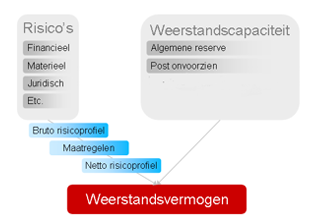 Risico's
Financieel
Materieel
Juridisch
Etc.
Weerstandscapaciteit
Algemene reserve
Post onvoorzien
Bruto risicoprofiel
Maatregelen
Netto risicoprofiel
Weerstandsvermogen